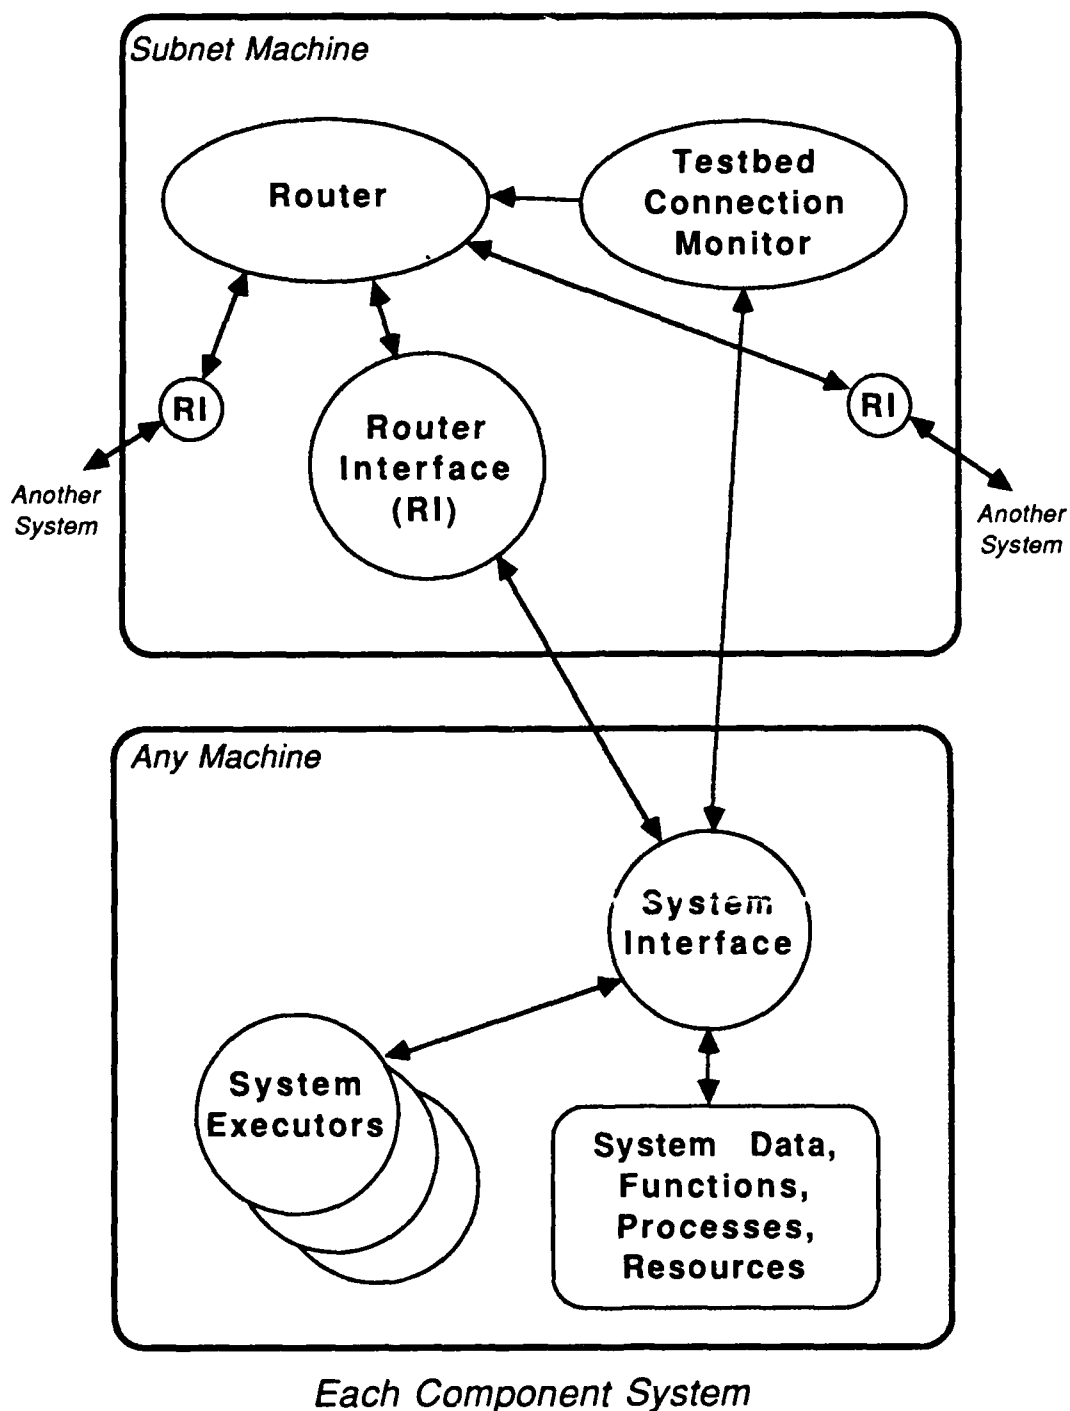 Subnet Machine
Router
Testbed
Connection
Monitor
RI
Router
Interface
(RI)
RI
Another
System
Another
System
Any Machine
System
Interface
System
Executors
System Data,
Functions,
Processes,
Resources
Each Component System